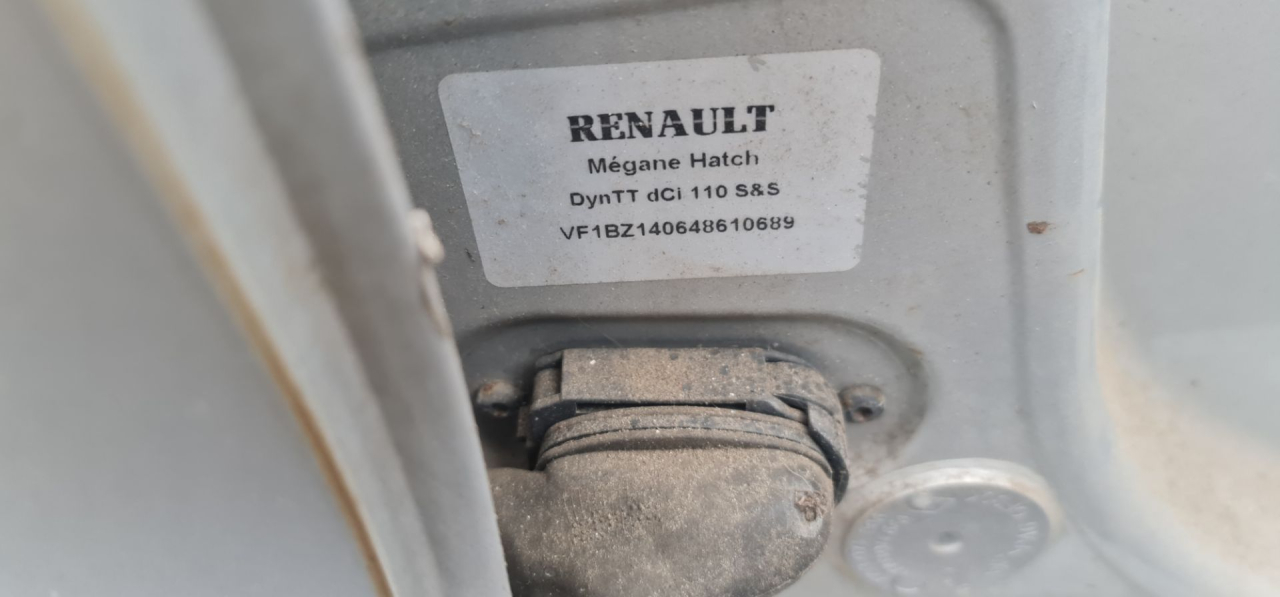 RENAULT
Mégane Hatch
DynTT dCi 110 S&S
VF1BZ140648610689